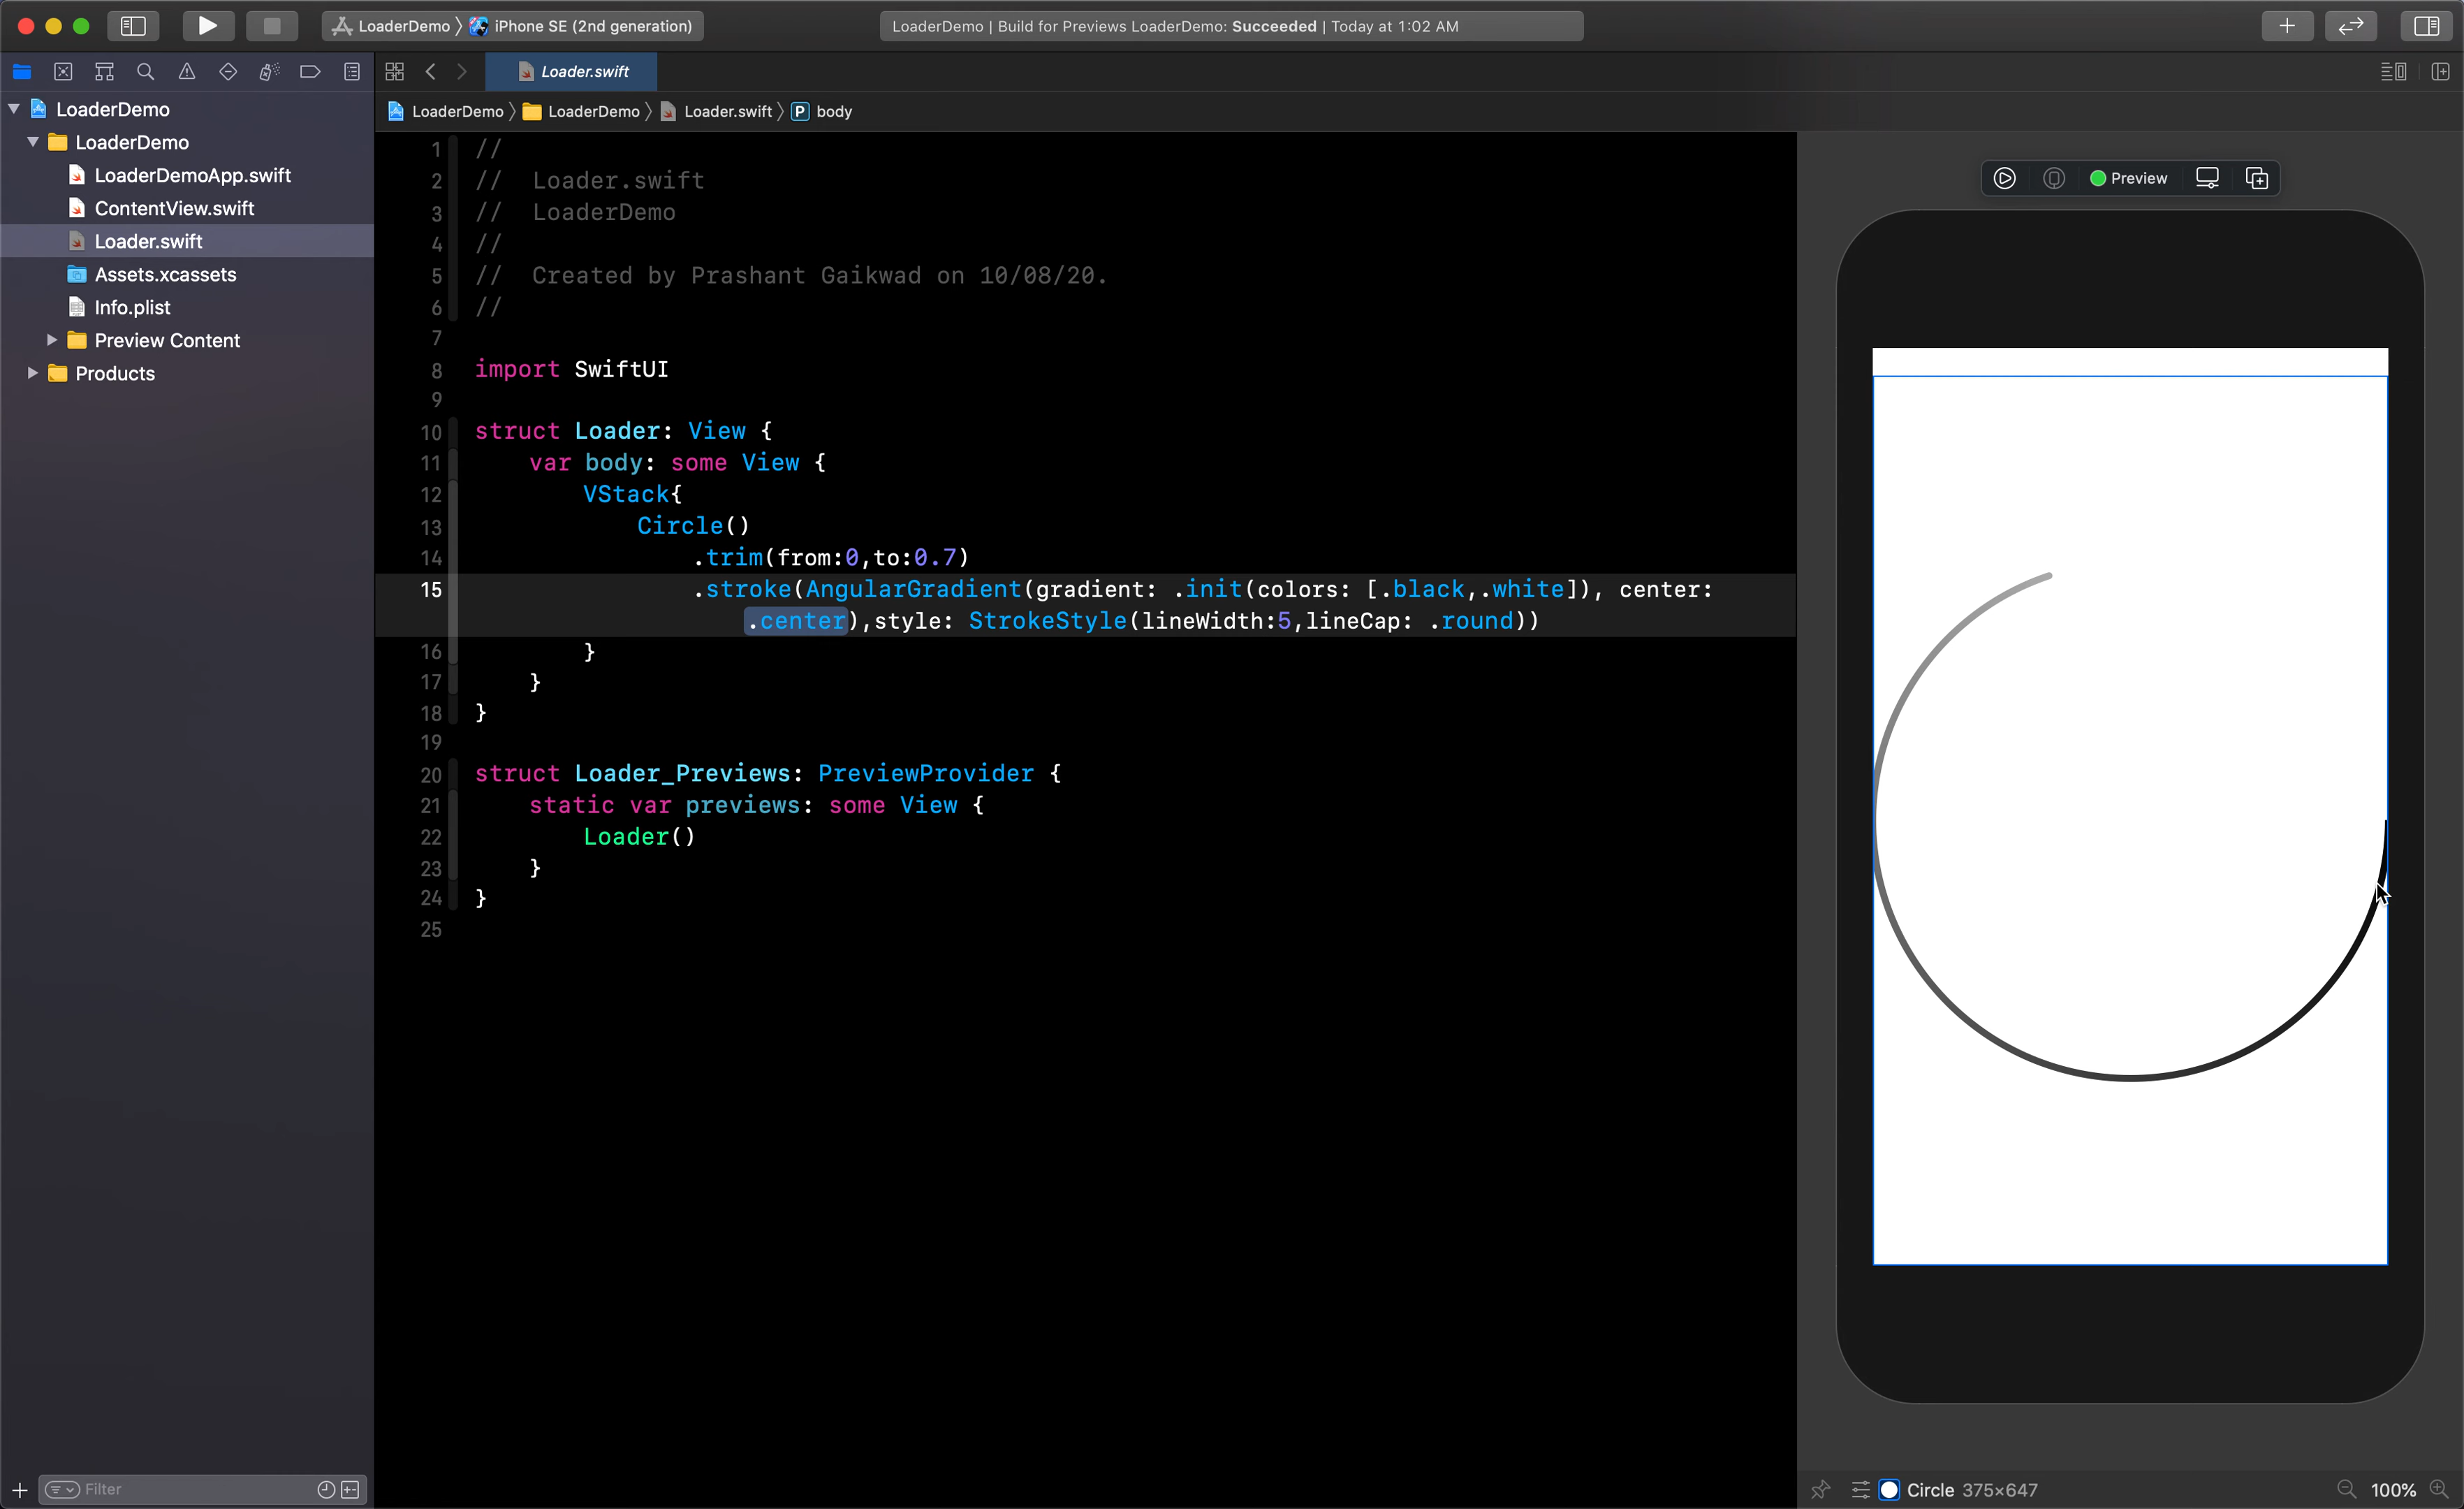 LoaderDemo 〉 iPhone SE (2nd generation)
LoaderDemo | Build for Previews LoaderDemo: Succeeded | Today at 1:02 AM
Loader.swift
LoaderDemo 〉 LoaderDemo 〉 Loader.swift 〉 P body
LoaderDemo
LoaderDemo
LoaderDemoApp.swift
ContentView.swift
Loader.swift
Assets.xcassets
Info.plist
Preview Content
Products
Filter
1 //
2 //  Loader.swift
3 //  LoaderDemo
4 //
5 //  Created by Prashant Gaikwad on 10/08/20.
6 //
7
8 import SwiftUI
9
10 struct Loader: View {
11     var body: some View {
12         VStack{
13             Circle()
14                 .trim(from:0,to:0.7)
15                 .stroke(AngularGradient(gradient: .init(colors: [.black,.white]), center:
.center),style: StrokeStyle(lineWidth:5,lineCap: .round))
16         }
17     }
18 }
19
20 struct Loader_Previews: PreviewProvider {
21     static var previews: some View {
22         Loader()
23     }
24 }
25
Preview
Circle 375×647
100%